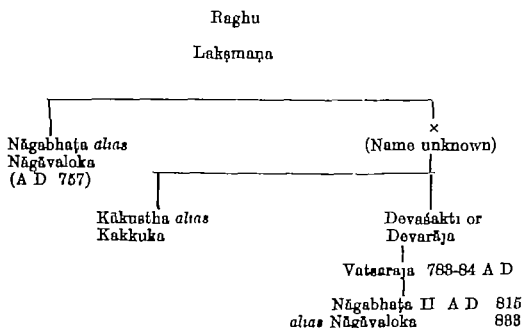 Raghu
Lakṣmaṇa
×
Nāgabhaṭa alias (Name unknown)
Nāgāvaloka
(A D 757)
Kākustha alias Devaśakti or
Kakkuka Devarāja
Vatsaraja 783-84 A D
Nāgabhaṭa II A D 815
alias Nāgāvaloka 833